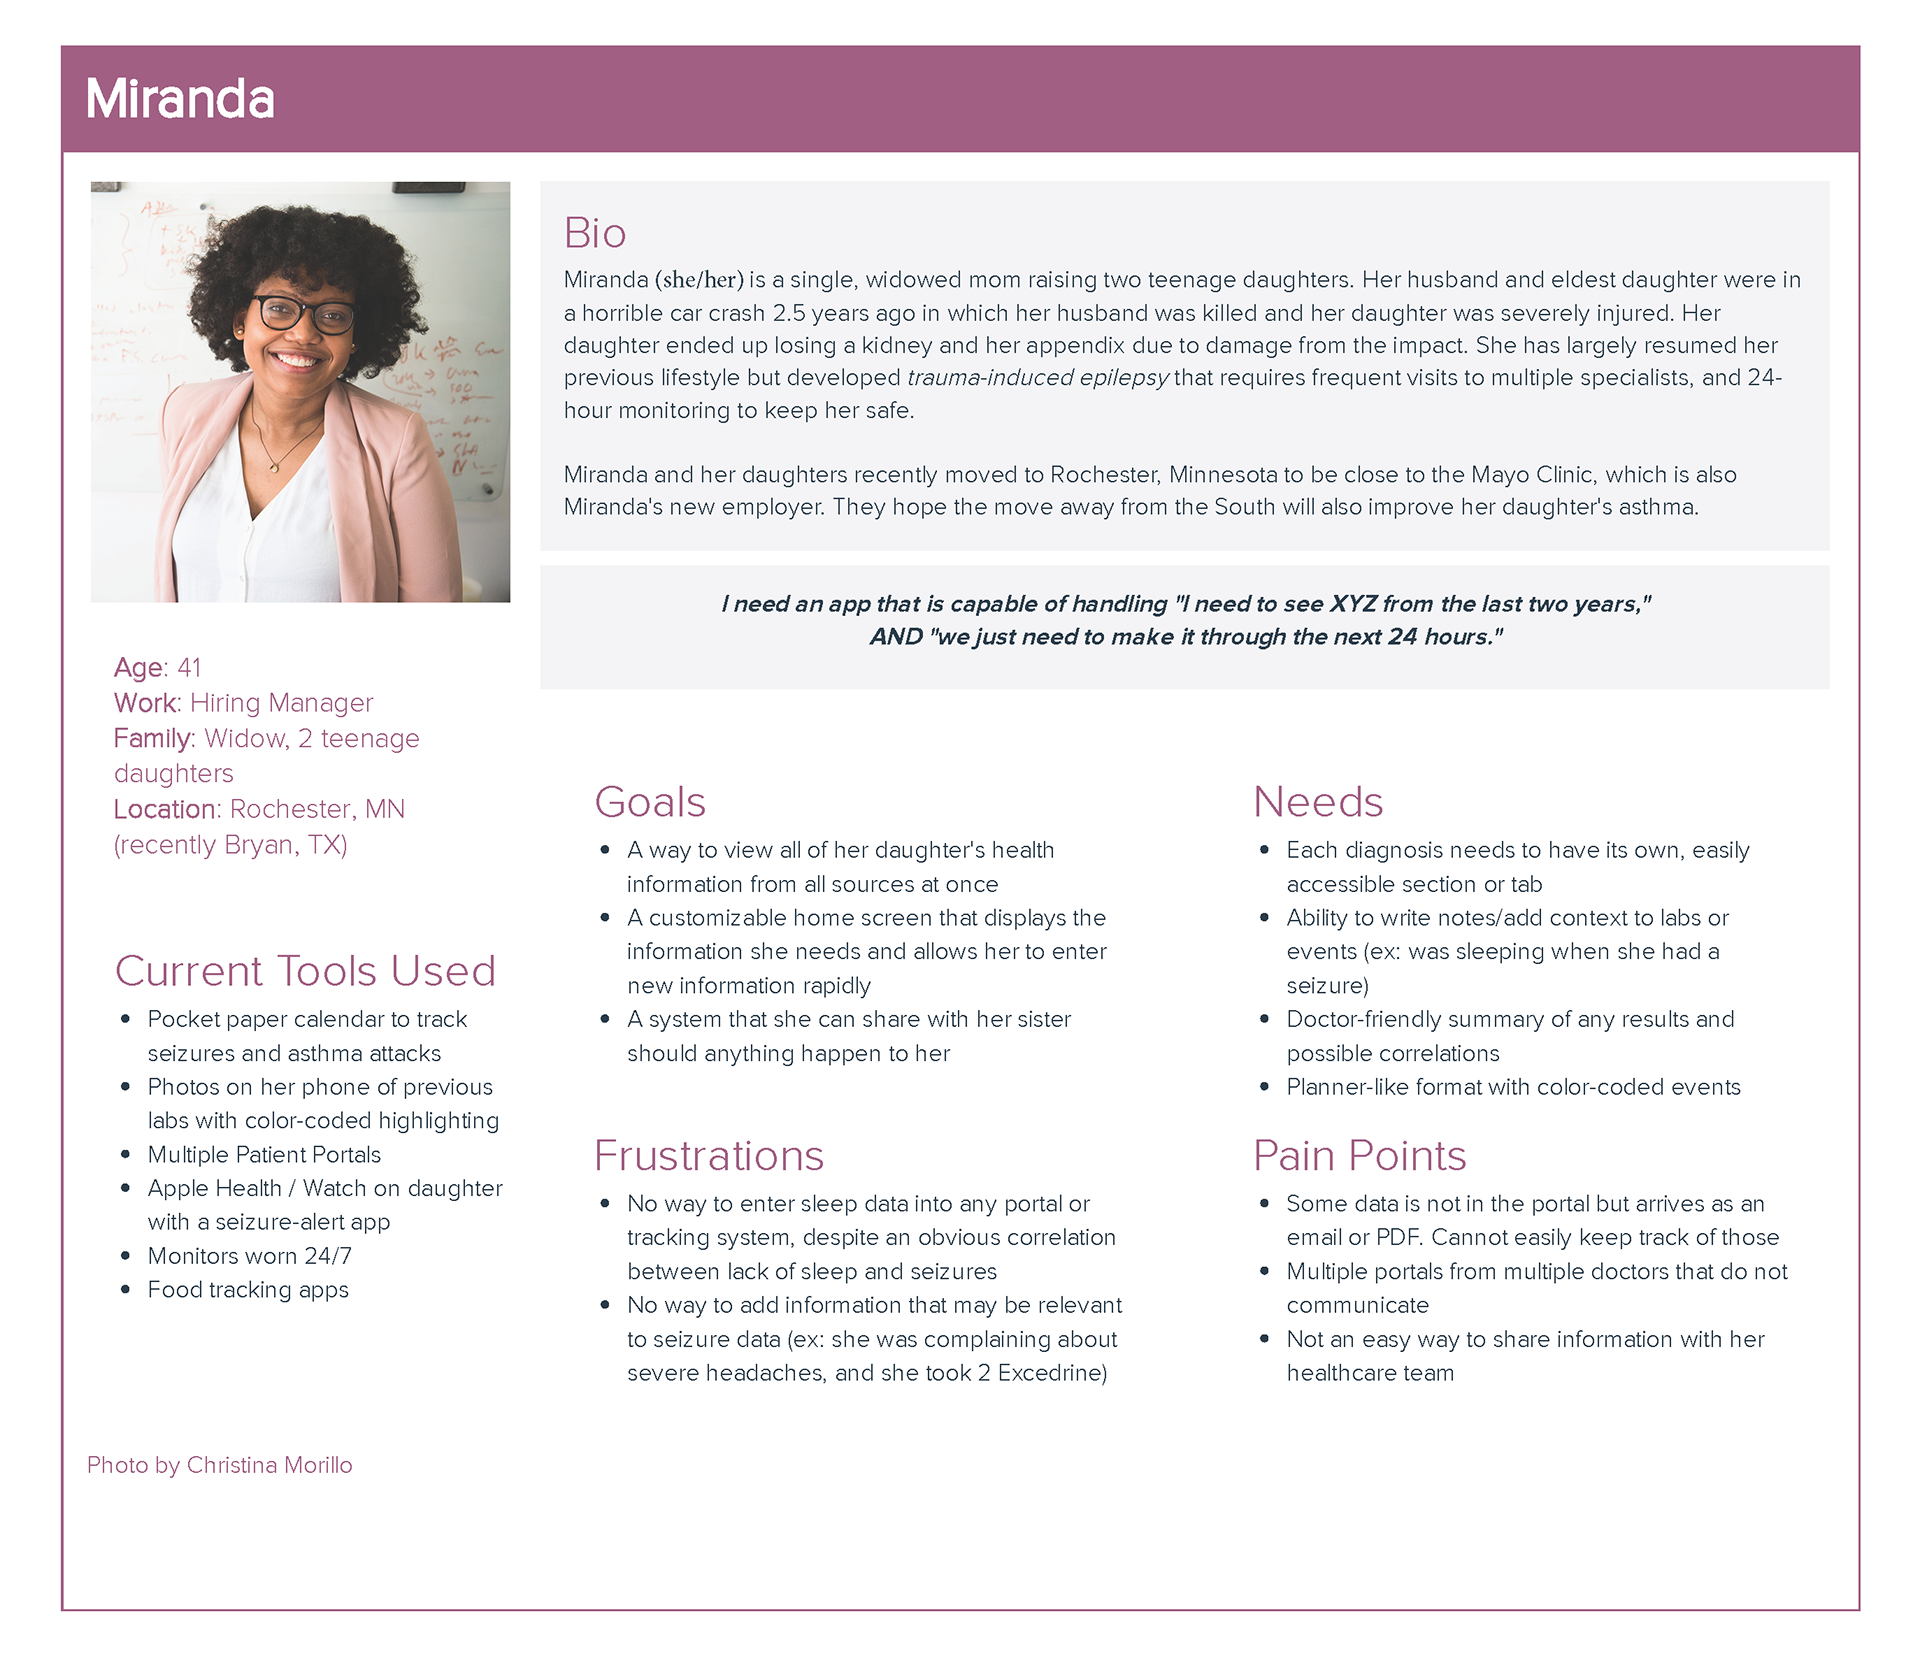 Miranda
Bio
Miranda (she/her) is a single, widowed mom raising two teenage daughters. Her husband and eldest daughter were in
a horrible car crash 2.5 years ago in which her husband was killed and her daughter was severely injured. Her
daughter ended up losing a kidney and her appendix due to damage from the impact. She has largely resumed her
previous lifestyle but developed trauma-induced epilepsy that requires frequent visits to multiple specialists, and 24-
hour monitoring to keep her safe.
Miranda and her daughters recently moved to Rochester, Minnesota to be close to the Mayo Clinic, which is also
Miranda's new employer. They hope the move away from the South will also improve her daughter's asthma.
I need an app that is capable of handling "I need to see XYZ from the last two years,"
AND "we just need to make it through the next 24 hours."
Age: 41
Work: Hiring Manager
Family: Widow, 2 teenage
daughters
Location: Rochester, MN
(recently Bryan, TX)
Current Tools Used
• Pocket paper calendar to track
seizures and asthma attacks
• Photos on her phone of previous
labs with color-coded highlighting
• Multiple Patient Portals
• Apple Health / Watch on daughter
with a seizure-alert app
• Monitors worn 24/7
• Food tracking apps
Goals
• A way to view all of her daughter's health
information from all sources at once
• A customizable home screen that displays the
information she needs and allows her to enter
new information rapidly
• A system that she can share with her sister
should anything happen to her
Needs
• Each diagnosis needs to have its own, easily
accessible section or tab
• Ability to write notes/add context to labs or
events (ex: was sleeping when she had a
seizure)
• Doctor-friendly summary of any results and
possible correlations
• Planner-like format with color-coded events
Frustrations
• No way to enter sleep data into any portal or
tracking system, despite an obvious correlation
between lack of sleep and seizures
• No way to add information that may be relevant
to seizure data (ex: she was complaining about
severe headaches, and she took 2 Excedrine)
Pain Points
• Some data is not in the portal but arrives as an
email or PDF. Cannot easily keep track of those
• Multiple portals from multiple doctors that do not
communicate
• Not an easy way to share information with her
healthcare team
Photo by Christina Morillo